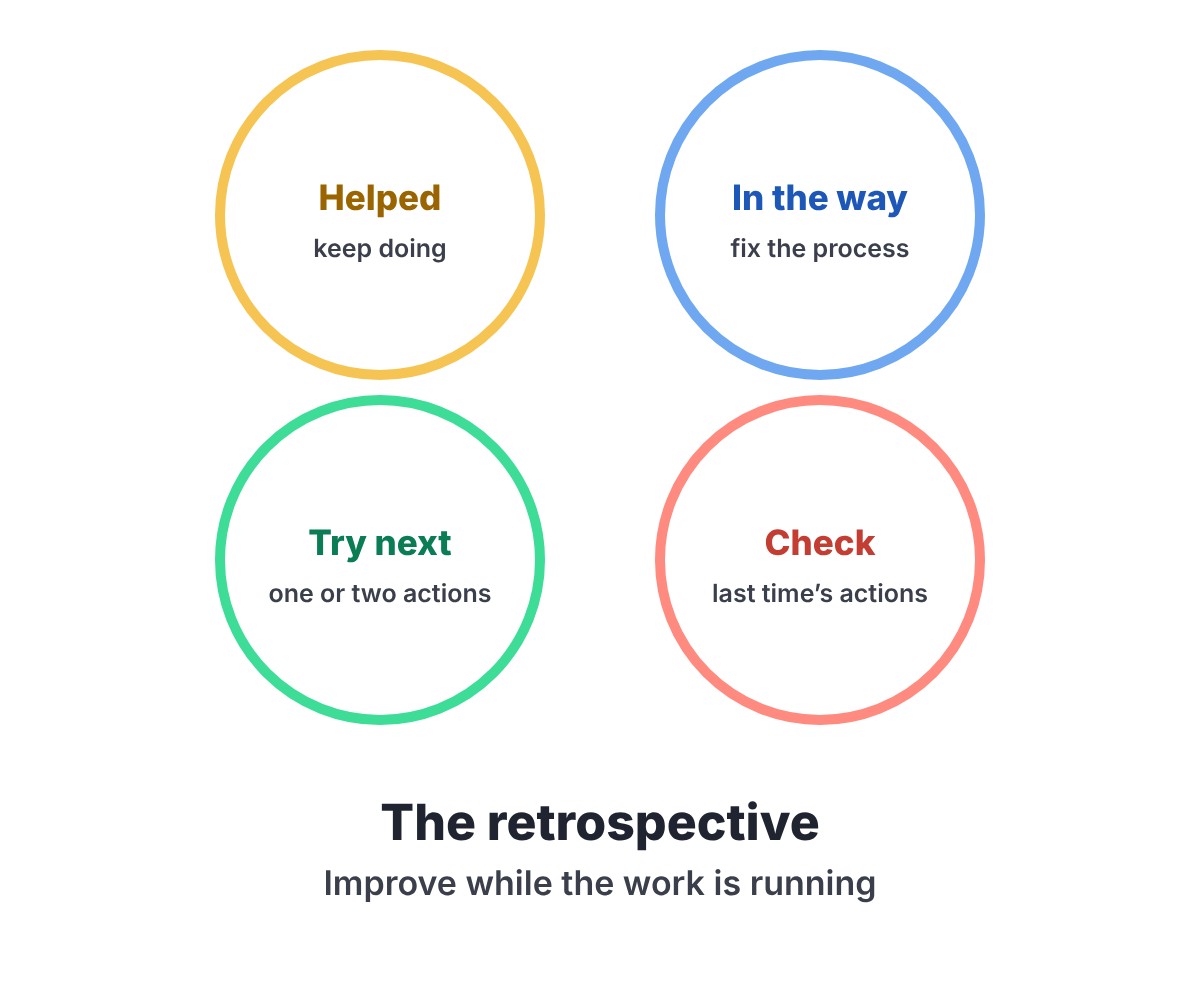 Helped
keep doing
In the way
fix the process
Try next
one or two actions
Check
last time’s actions
The retrospective
Improve while the work is running